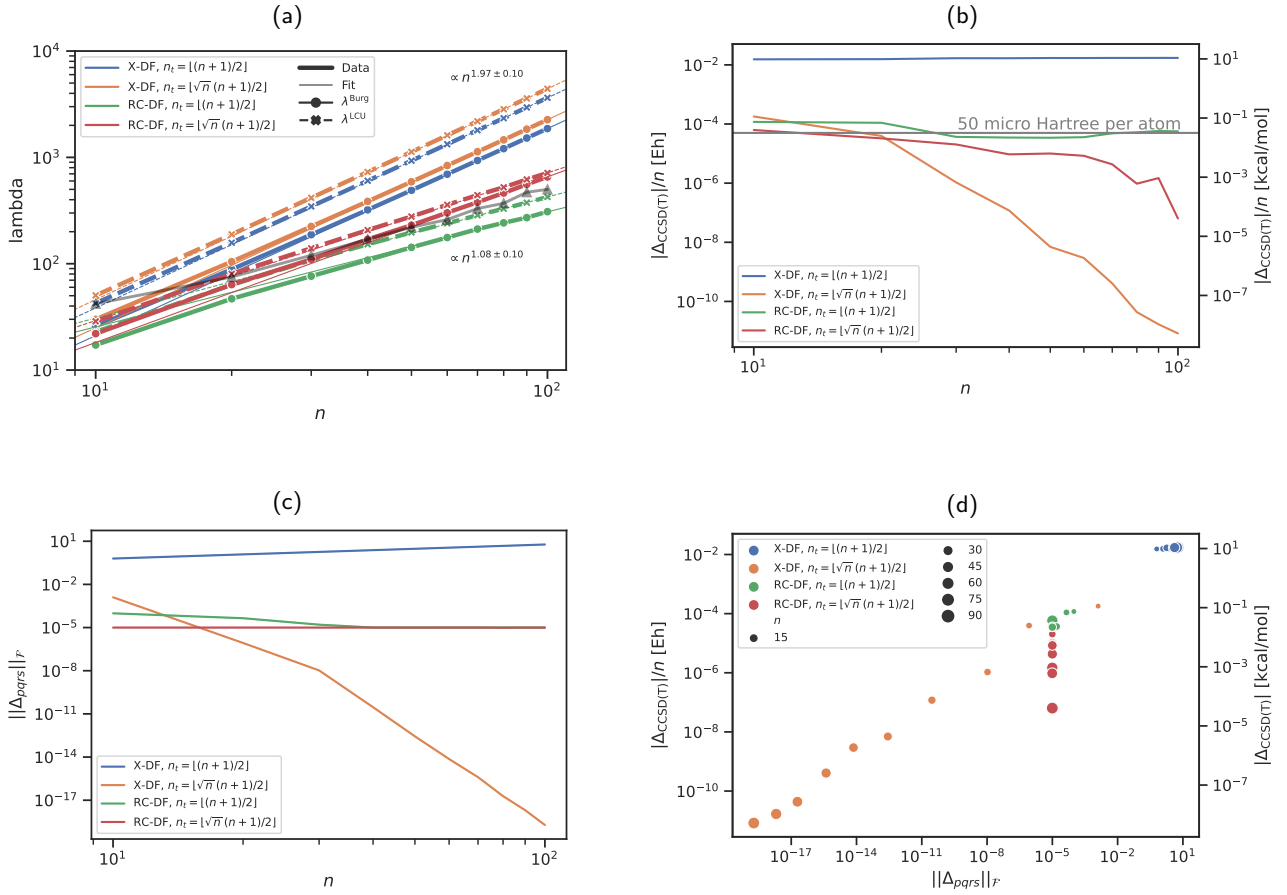 (a)
10^4
10^3
10^2
10^1
lambda
X-DF, n_t = ⌊(n + 1)/2⌋
X-DF, n_t = ⌊√n (n + 1)/2⌋
RC-DF, n_t = ⌊(n + 1)/2⌋
RC-DF, n_t = ⌊√n (n + 1)/2⌋
Data
Fit
λ^Burg
λ^LCU
∝ n^1.97 ± 0.10
∝ n^1.08 ± 0.10
10^1
10^2
n
(b)
10^−2
10^−4
10^−6
10^−8
10^−10
|Δ_CCSD(T)|/n [Eh]
50 micro Hartree per atom
X-DF, n_t = ⌊(n + 1)/2⌋
X-DF, n_t = ⌊√n (n + 1)/2⌋
RC-DF, n_t = ⌊(n + 1)/2⌋
RC-DF, n_t = ⌊√n (n + 1)/2⌋
10^1
10^−1
10^−3
10^−5
10^−7
|Δ_CCSD(T)|/n [kcal/mol]
10^1
10^2
n
(c)
10^1
10^−2
10^−5
10^−8
10^−11
10^−14
10^−17
||Δ_pqrs||_F
X-DF, n_t = ⌊(n + 1)/2⌋
X-DF, n_t = ⌊√n (n + 1)/2⌋
RC-DF, n_t = ⌊(n + 1)/2⌋
RC-DF, n_t = ⌊√n (n + 1)/2⌋
10^1
10^2
n
(d)
10^−2
10^−4
10^−6
10^−8
10^−10
|Δ_CCSD(T)|/n [Eh]
X-DF, n_t = ⌊(n + 1)/2⌋
X-DF, n_t = ⌊√n (n + 1)/2⌋
RC-DF, n_t = ⌊(n + 1)/2⌋
RC-DF, n_t = ⌊√n (n + 1)/2⌋
n
15
30
45
60
75
90
10^1
10^−1
10^−3
10^−5
10^−7
|Δ_CCSD(T)| [kcal/mol]
10^−17
10^−14
10^−11
10^−8
10^−5
10^−2
10^1
||Δ_pqrs||_F